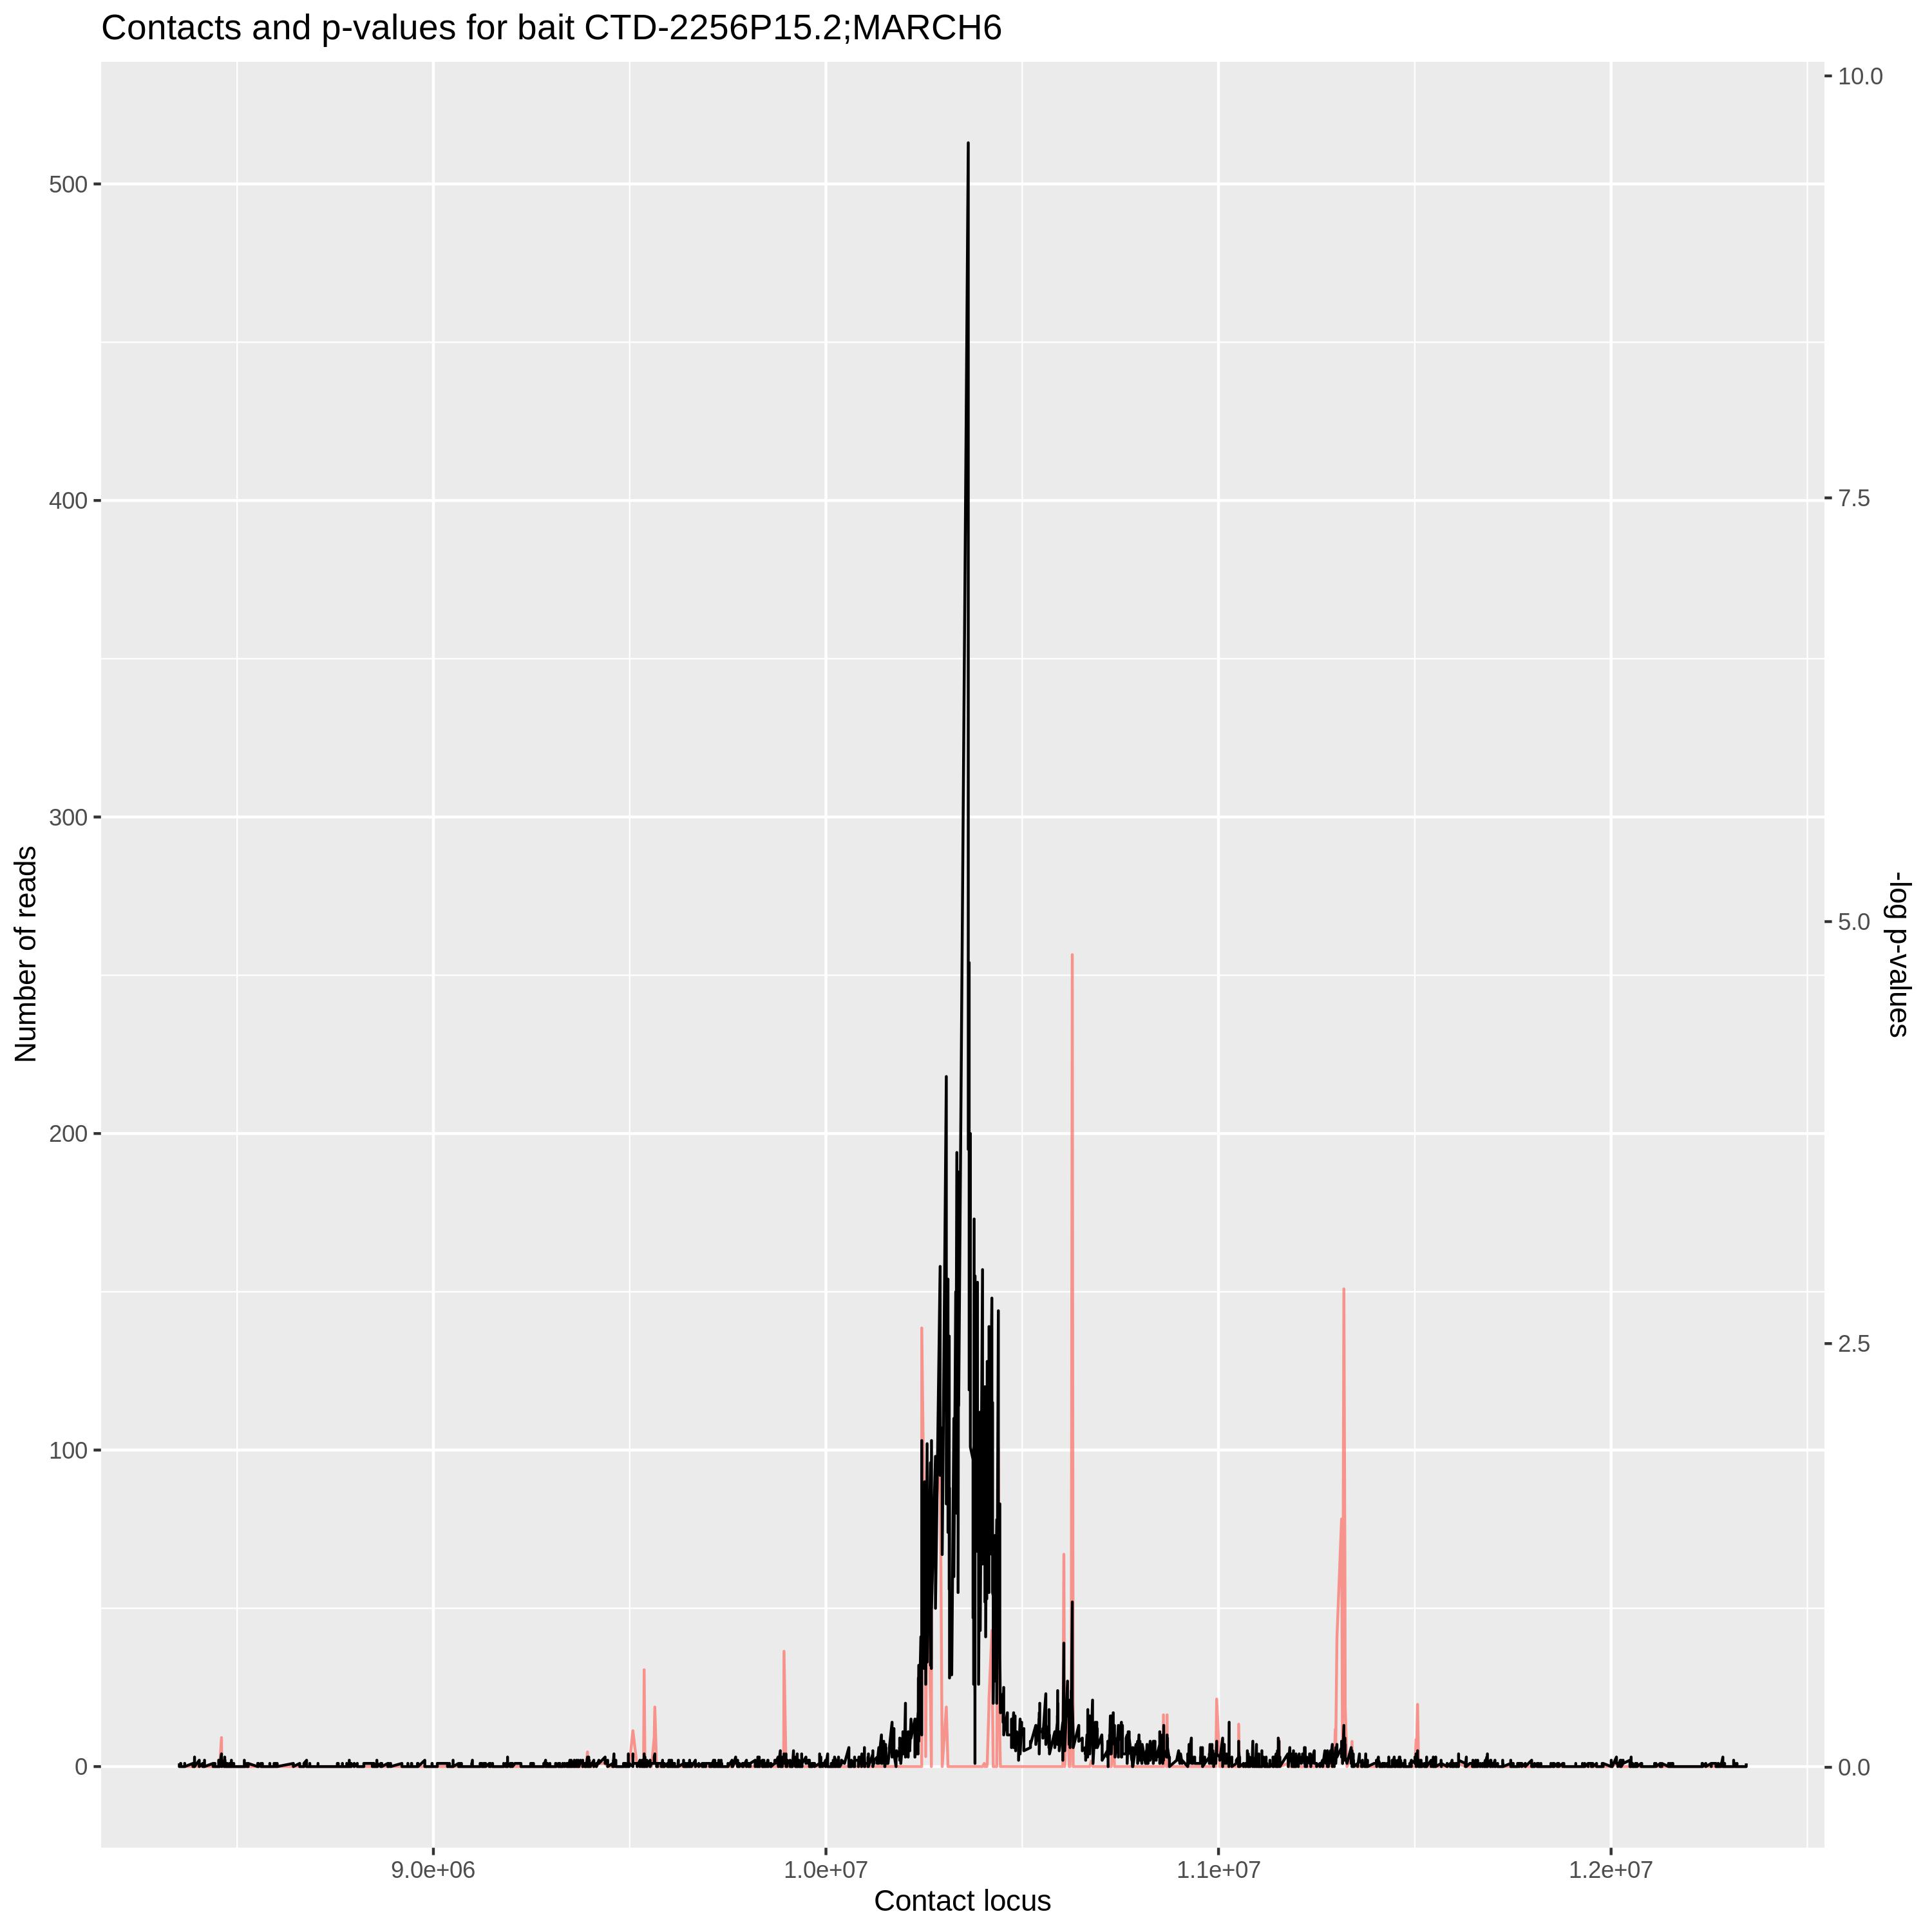 Contacts and p-values for bait CTD-2256P15.2;MARCH6
10.0
500
400
7.5
300
5.0
200
2.5
100
0
0.0
Number of reads
-log p-values
9.0e+06
1.0e+07
1.1e+07
1.2e+07
Contact locus